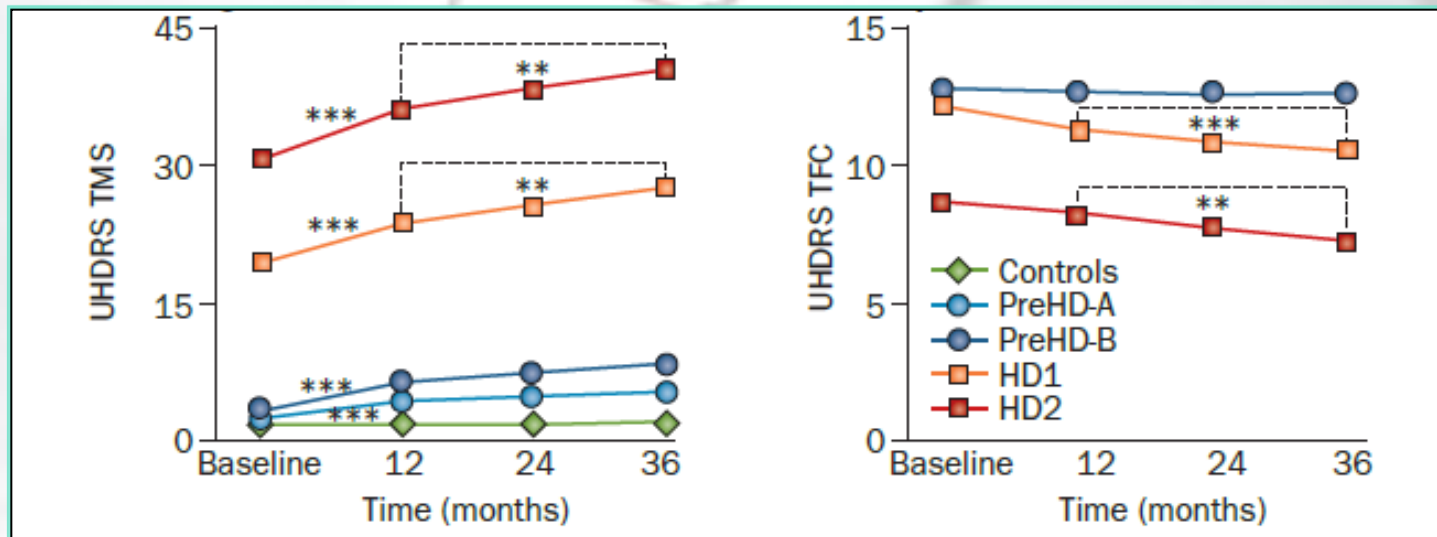 45
30
15
0
UHDRS TMS
***
**
***
**
***
***
Baseline 12 24 36
Time (months)
15
10
5
0
UHDRS TFC
***
**
Controls
PreHD-A
PreHD-B
HD1
HD2
Baseline 12 24 36
Time (months)